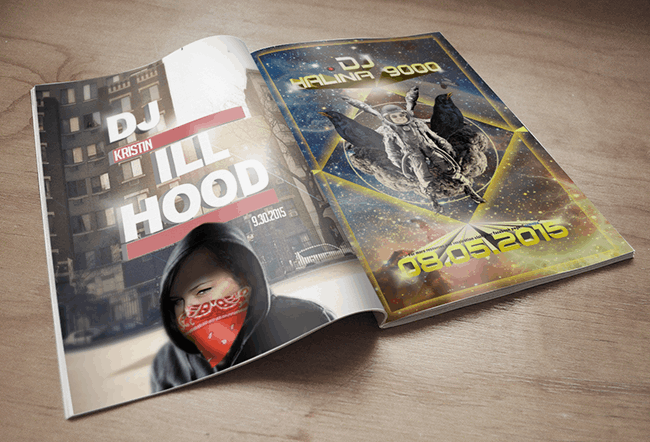 DJ
KRISTIN
ILL
HOOD
9.30.2015
DJ
HALINA 9000
08.05.2015